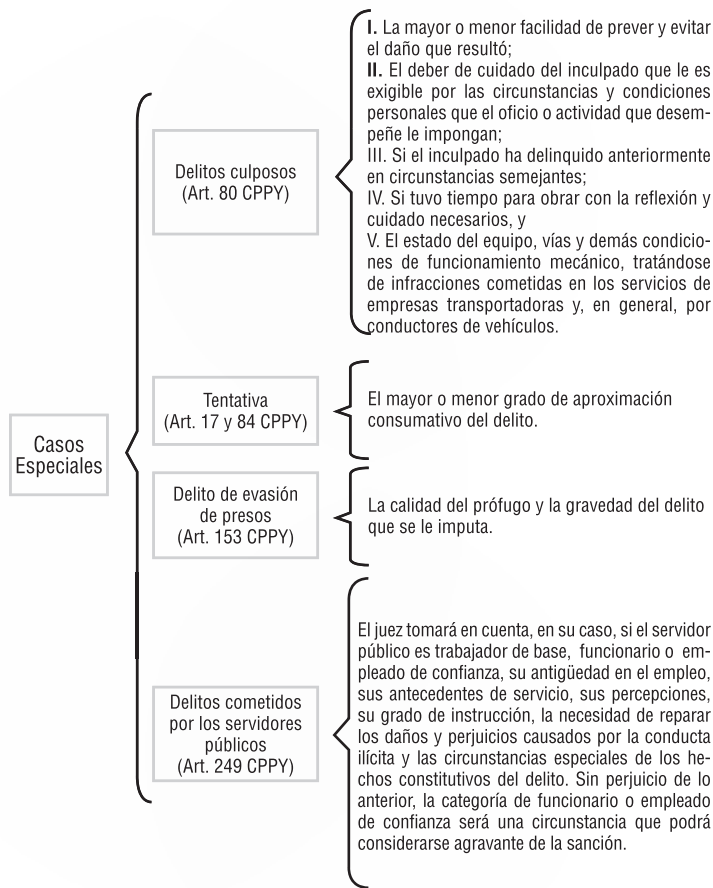 Casos
Especiales
Delitos culposos
(Art. 80 CPPY)
I. La mayor o menor facilidad de prever y evitar
el daño que resultó;
II. El deber de cuidado del inculpado que le es
exigible por las circunstancias y condiciones
personales que el oficio o actividad que desem-
peñe le impongan;
III. Si el inculpado ha delinquido anteriormente
en circunstancias semejantes;
IV. Si tuvo tiempo para obrar con la reflexión y
cuidado necesarios, y
V. El estado del equipo, vías y demás condicio-
nes de funcionamiento mecánico, tratándose
de infracciones cometidas en los servicios de
empresas transportadoras y, en general, por
conductores de vehículos.
Tentativa
(Art. 17 y 84 CPPY)
El mayor o menor grado de aproximación
consumativo del delito.
Delito de evasión
de presos
(Art. 153 CPPY)
La calidad del prófugo y la gravedad del delito
que se le imputa.
Delitos cometidos
por los servidores
públicos
(Art. 249 CPPY)
El juez tomará en cuenta, en su caso, si el servidor
público es trabajador de base, funcionario o em-
pleado de confianza, su antigüedad en el empleo,
sus antecedentes de servicio, sus percepciones,
su grado de instrucción, la necesidad de reparar
los daños y perjuicios causados por la conducta
ilícita y las circunstancias especiales de los he-
chos constitutivos del delito. Sin perjuicio de lo
anterior, la categoría de funcionario o empleado
de confianza será una circunstancia que podrá
considerarse agravante de la sanción.